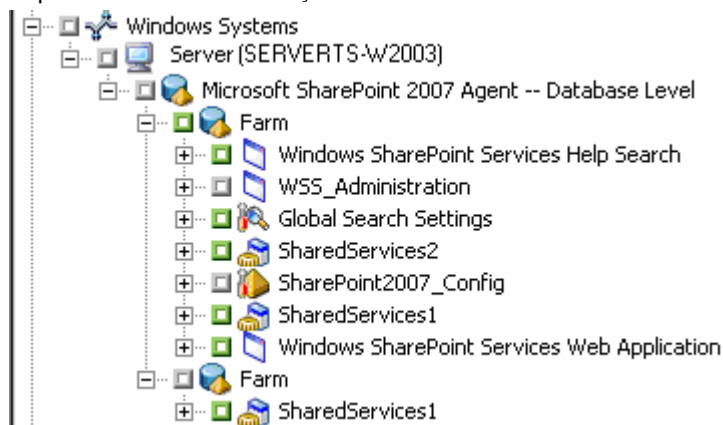 Windows Systems
Server (SERVERTS-W2003)
Microsoft SharePoint 2007 Agent -- Database Level
Farm
Windows SharePoint Services Help Search
WSS_Administration
Global Search Settings
SharedServices2
SharePoint2007_Config
SharedServices1
Windows SharePoint Services Web Application
Farm
SharedServices1